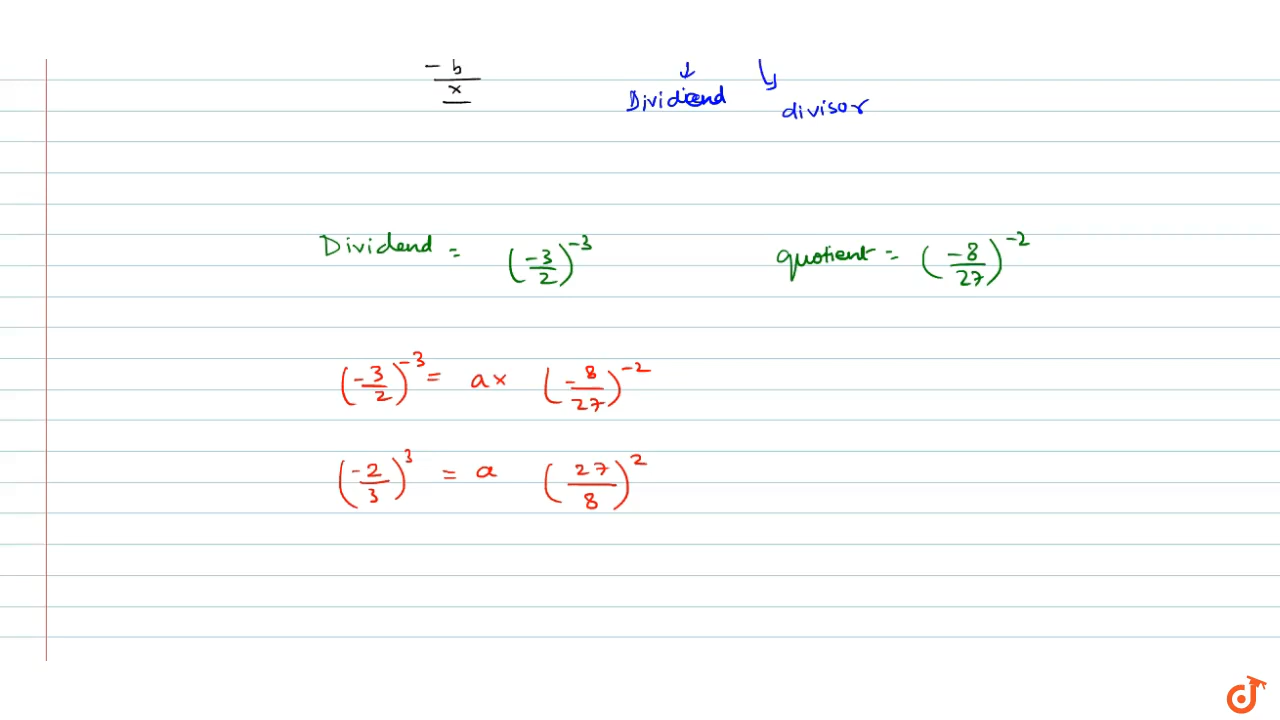 - b
x
↓ ↘
Dividend divisor
Dividend = (-3/2)^-3 quotient = (-8/27)^-2
(-3/2)^-3 = a× (-8/27)^-2
(-2/3)^3 = a (27/8)^2